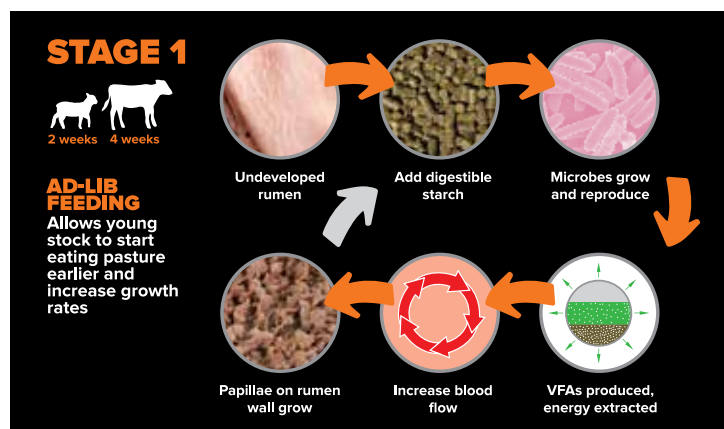 STAGE 1
2 weeks 4 weeks
AD-LIB
FEEDING
Allows young
stock to start
eating pasture
earlier and
increase growth
rates
Undeveloped
rumen
Add digestible
starch
Microbes grow
and reproduce
VFAs produced,
energy extracted
Increase blood
flow
Papillae on rumen
wall grow